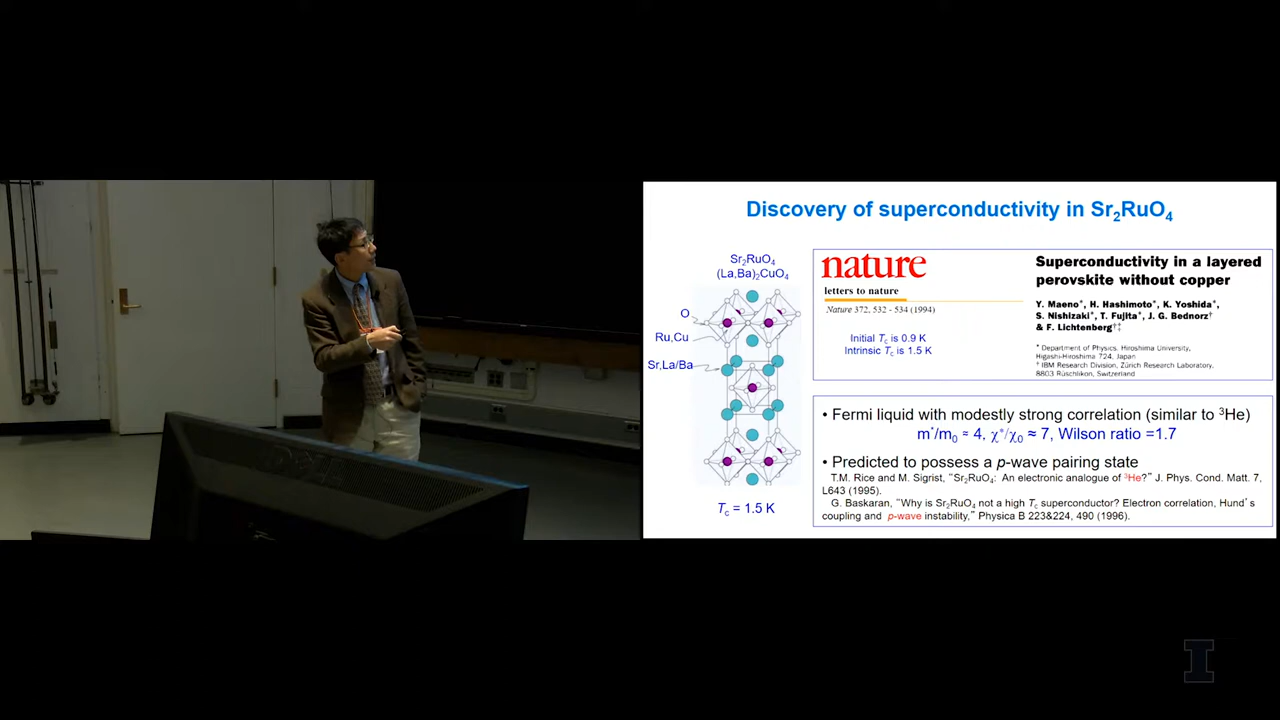 Discovery of superconductivity in Sr₂RuO₄
Sr₂RuO₄
(La,Ba)₂CuO₄
O
Ru,Cu
Sr,La/Ba
T꜀ = 1.5 K
nature
letters to nature
Nature 372, 532 - 534 (1994)
Initial T꜀ is 0.9 K
Intrinsic T꜀ is 1.5 K
Superconductivity in a layered
perovskite without copper
Y. Maeno*, H. Hashimoto*, K. Yoshida*,
S. Nishizaki*, T. Fujita*, J. G. Bednorz†
& F. Lichtenberg†‡
* Department of Physics, Hiroshima University,
Higashi-Hiroshima 724, Japan
† IBM Research Division, Zürich Research Laboratory,
8803 Rüschlikon, Switzerland
• Fermi liquid with modestly strong correlation (similar to ³He)
m*/m₀ ≈ 4, χ*/χ₀ ≈ 7, Wilson ratio =1.7
• Predicted to possess a p-wave pairing state
T.M. Rice and M. Sigrist, "Sr₂RuO₄: An electronic analogue of ³He?" J. Phys. Cond. Matt. 7,
L643 (1995).
G. Baskaran, "Why is Sr₂RuO₄ not a high T꜀ superconductor? Electron correlation, Hund's
coupling and p-wave instability," Physica B 223&224, 490 (1996).
I